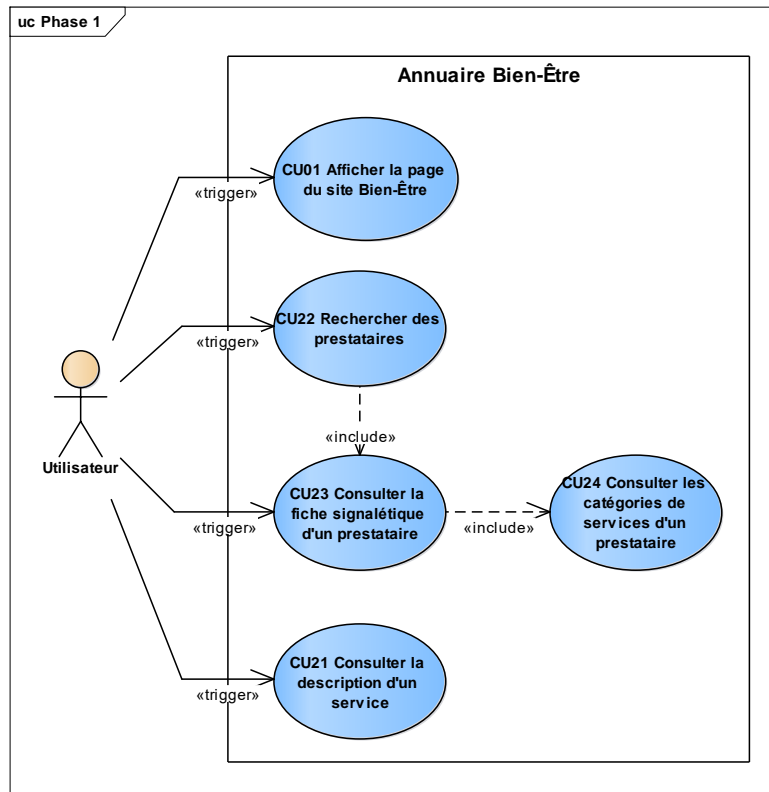 uc Phase 1
Annuaire Bien-Être
CU01 Afficher la page
du site Bien-Être
«trigger»
CU22 Rechercher des
prestataires
«trigger»
«include»
Utilisateur
CU23 Consulter la
fiche signalétique
d'un prestataire
«trigger»
«include»
CU24 Consulter les
catégories de
services d'un
prestataire
CU21 Consulter la
description d'un
service
«trigger»